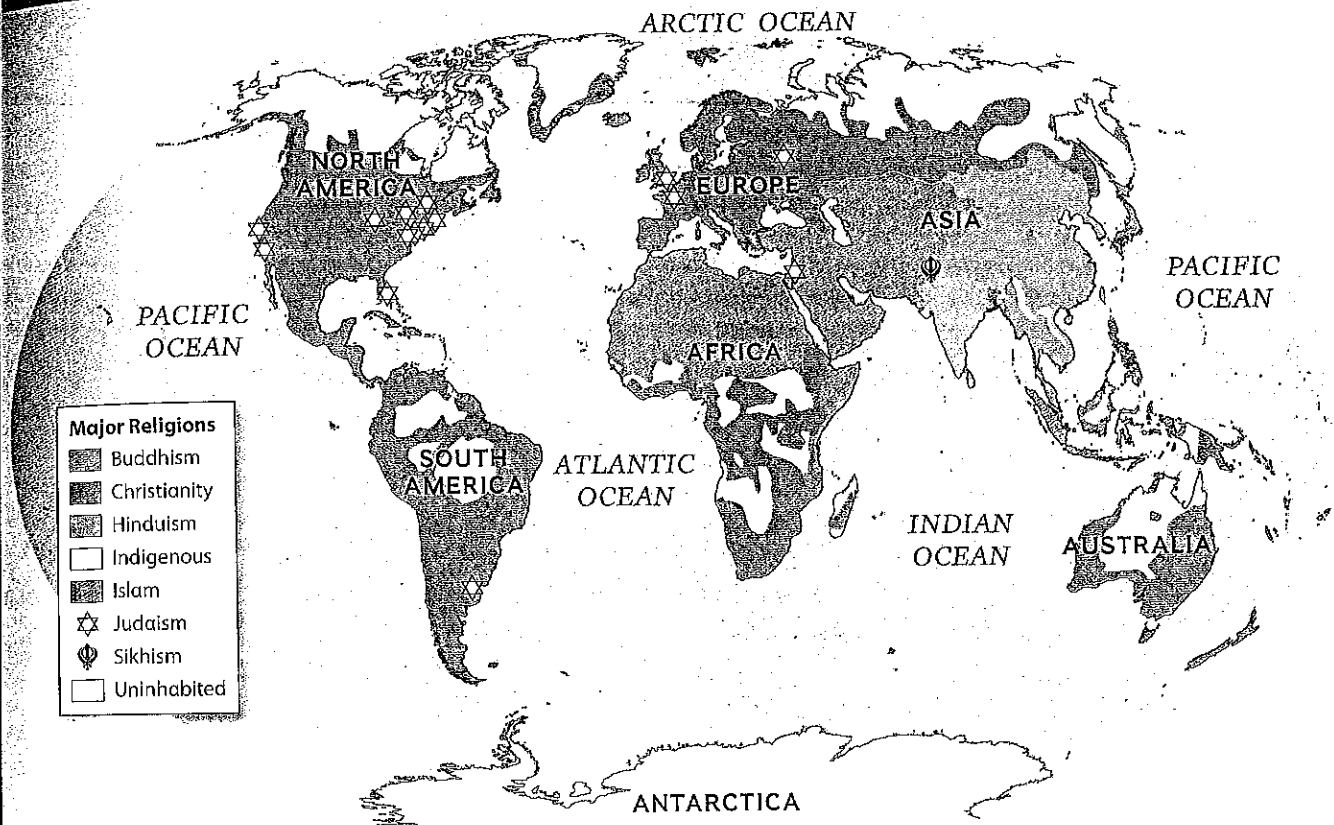 ARCTIC OCEAN
NORTH
AMERICA
EUROPE
ASIA
PACIFIC
OCEAN
PACIFIC
OCEAN
AFRICA
Major Religions
Buddhism
Christianity
Hinduism
Indigenous
Islam
Judaism
Sikhism
Uninhabited
SOUTH
AMERICA
ATLANTIC
OCEAN
INDIAN
OCEAN
AUSTRALIA
ANTARCTICA